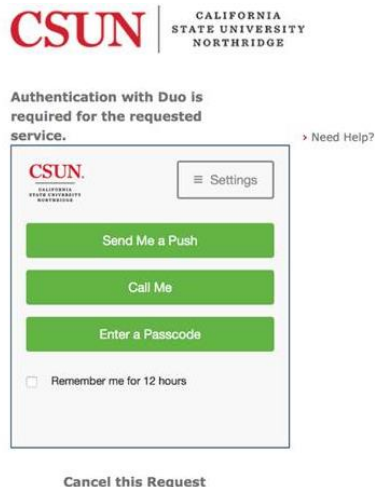 CSUN
CALIFORNIA
STATE UNIVERSITY
NORTHRIDGE
Authentication with Duo is
required for the requested
service.
› Need Help?
CSUN.
CALIFORNIA
STATE UNIVERSITY
NORTHRIDGE
≡ Settings
Send Me a Push
Call Me
Enter a Passcode
Remember me for 12 hours
Cancel this Request